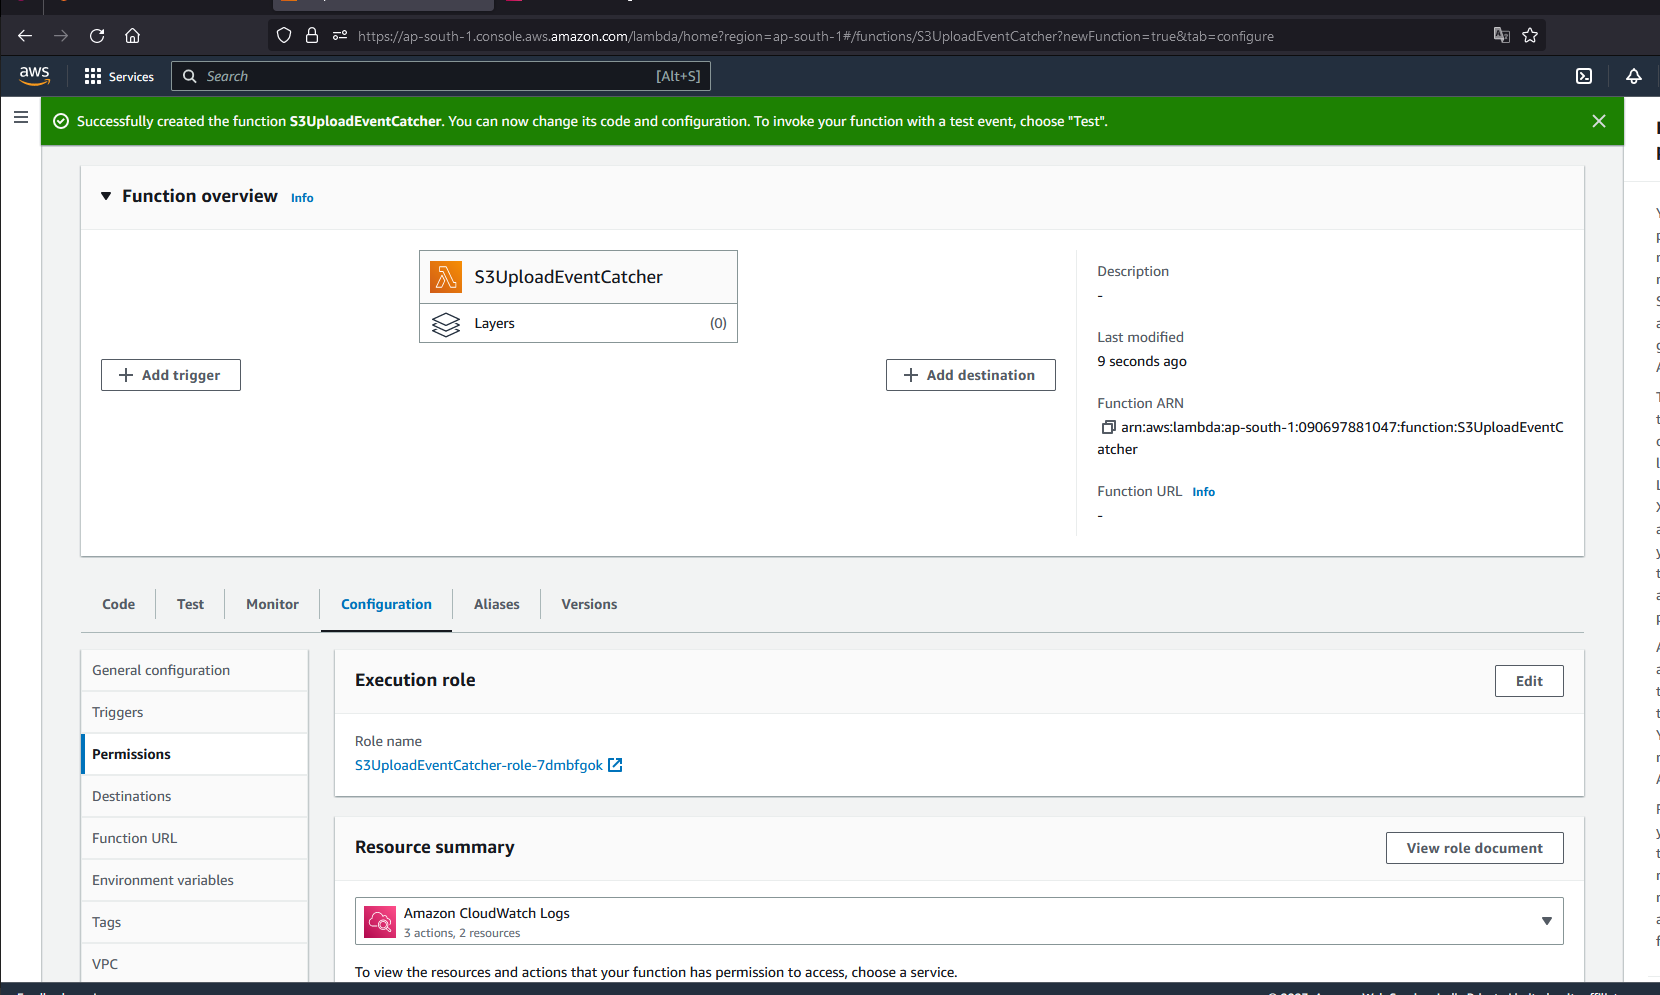 https://ap-south-1.console.aws.amazon.com/lambda/home?region=ap-south-1#/functions/S3UploadEventCatcher?newFunction=true&tab=configure
aws
Services
Search
[Alt+S]
Successfully created the function S3UploadEventCatcher. You can now change its code and configuration. To invoke your function with a test event, choose "Test".
Function overview Info
S3UploadEventCatcher
Layers (0)
Add trigger
Add destination
Description
-
Last modified
9 seconds ago
Function ARN
arn:aws:lambda:ap-south-1:090697881047:function:S3UploadEventC
atcher
Function URL Info
-
Code Test Monitor Configuration Aliases Versions
General configuration
Triggers
Permissions
Destinations
Function URL
Environment variables
Tags
VPC
Execution role
Edit
Role name
S3UploadEventCatcher-role-7dmbfgok
Resource summary
View role document
Amazon CloudWatch Logs
3 actions, 2 resources
To view the resources and actions that your function has permission to access, choose a service.